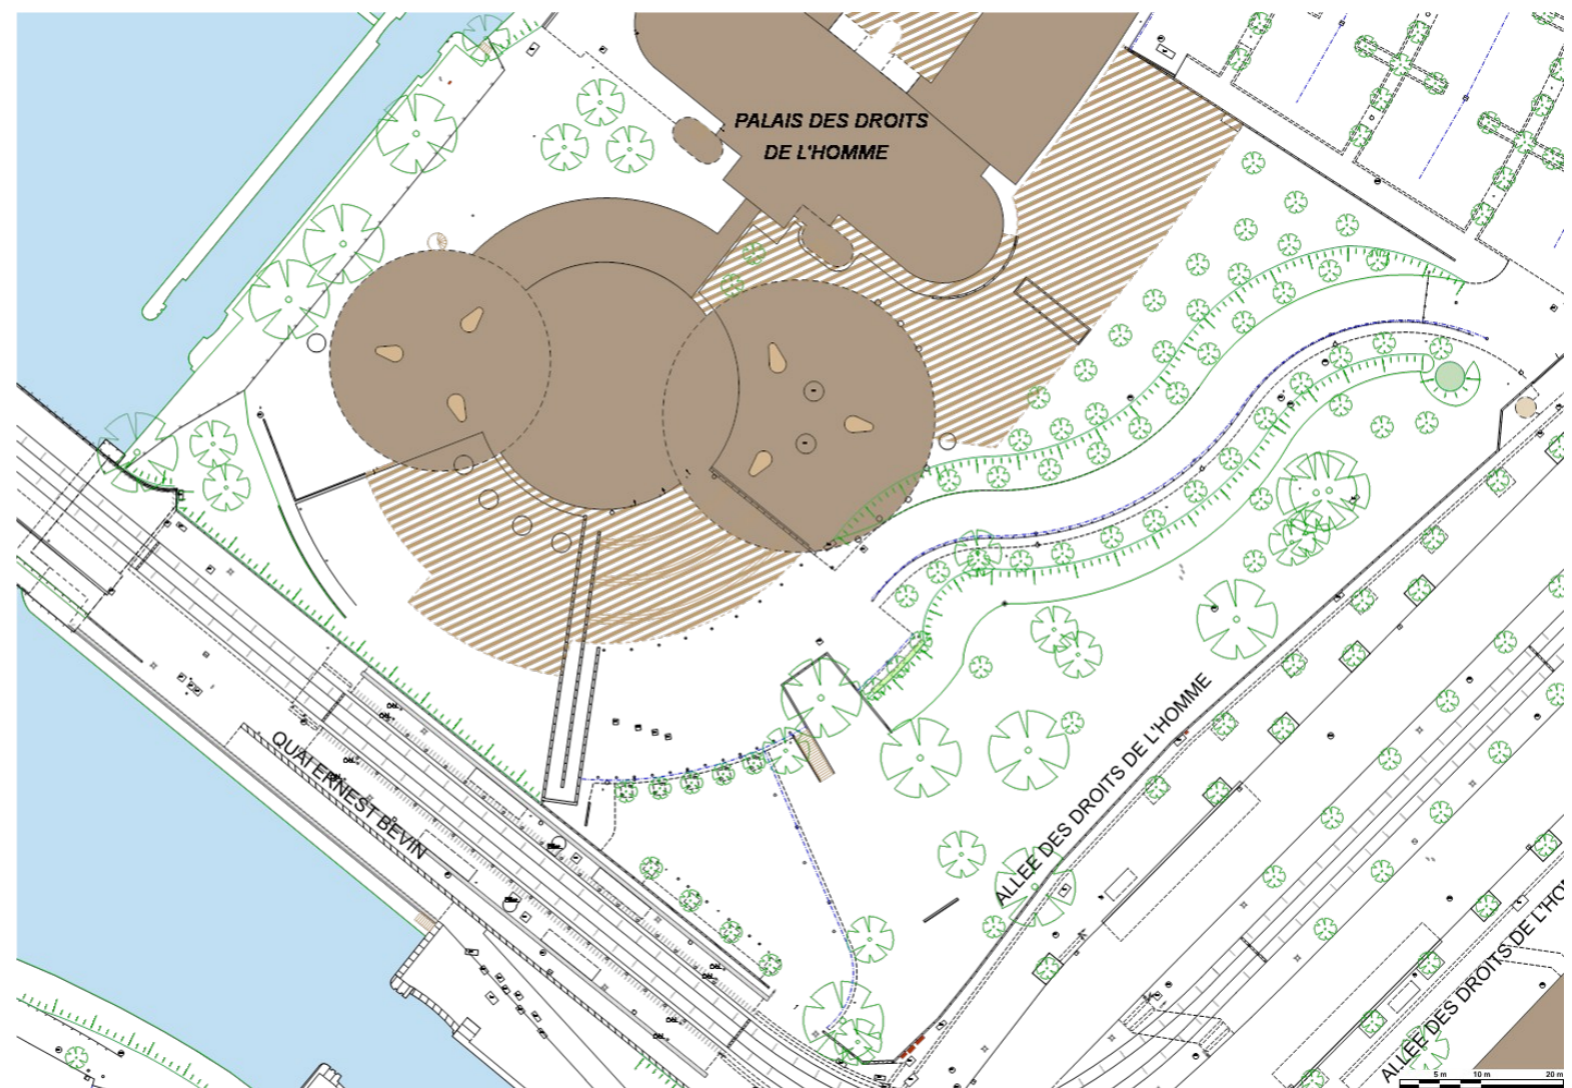 PALAIS DES DROITS
DE L'HOMME
QUAI ERNEST BEVIN
ALLEE DES DROITS DE L'HOMME
ALLEE DES DROITS DE L'HO
5 m 10 m 20 m